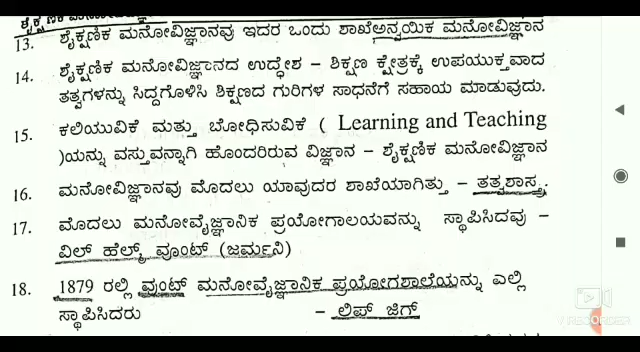 ಶೈಕ್ಷಣಿಕ
13. ಶೈಕ್ಷಣಿಕ ಮನೋವಿಜ್ಞಾನವು ಇದರ ಒಂದು ಶಾಖೆ ಅನ್ವಯಿಕ ಮನೋವಿಜ್ಞಾನ
14. ಶೈಕ್ಷಣಿಕ ಮನೋವಿಜ್ಞಾನದ ಉದ್ದೇಶ – ಶಿಕ್ಷಣ ಕ್ಷೇತ್ರಕ್ಕೆ ಉಪಯುಕ್ತವಾದ
ತತ್ವಗಳನ್ನು ಸಿದ್ದಗೊಳಿಸಿ ಶಿಕ್ಷಣದ ಗುರಿಗಳ ಸಾಧನೆಗೆ ಸಹಾಯ ಮಾಡುವುದು.
15. ಕಲಿಯುವಿಕೆ ಮತ್ತು ಬೋಧಿಸುವಿಕೆ ( Learning and Teaching
)ಯನ್ನು ವಸ್ತುವನ್ನಾಗಿ ಹೊಂದರಿರುವ ವಿಜ್ಞಾನ – ಶೈಕ್ಷಣಿಕ ಮನೋವಿಜ್ಞಾನ
16. ಮನೋವಿಜ್ಞಾನವು ಮೊದಲು ಯಾವುದರ ಶಾಖೆಯಾಗಿತ್ತು – ತತ್ವಶಾಸ್ತ್ರ.
17. ಮೊದಲು ಮನೋವೈಜ್ಞಾನಿಕ ಪ್ರಯೋಗಾಲಯವನ್ನು ಸ್ಥಾಪಿಸಿದವು –
ವಿಲ್ ಹೆಲ್ಮ್ ವೂಂಟ್ (ಜರ್ಮನಿ)
18. 1879 ರಲ್ಲಿ ವೂಂಟ್ ಮನೋವೈಜ್ಞಾನಿಕ ಪ್ರಯೋಗಶಾಲೆಯನ್ನು ಎಲ್ಲಿ
ಸ್ಥಾಪಿಸಿದರು – ಲಿಪ್ ಜಿಗ್
RECORDER